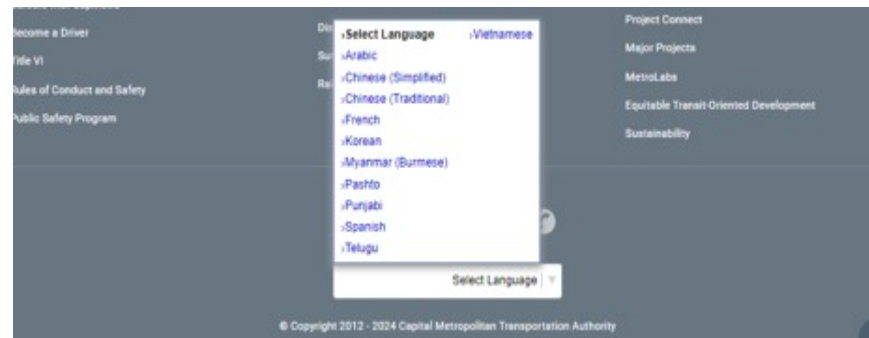 Become a Driver
Title VI
Rules of Conduct and Safety
Public Safety Program
›Select Language
›Arabic
›Chinese (Simplified)
›Chinese (Traditional)
›French
›Korean
›Myanmar (Burmese)
›Pashto
›Punjabi
›Spanish
›Telugu
›Vietnamese
Project Connect
Major Projects
MetroLabs
Equitable Transit-Oriented Development
Sustainability
Select Language
© Copyright 2012 - 2024 Capital Metropolitan Transportation Authority